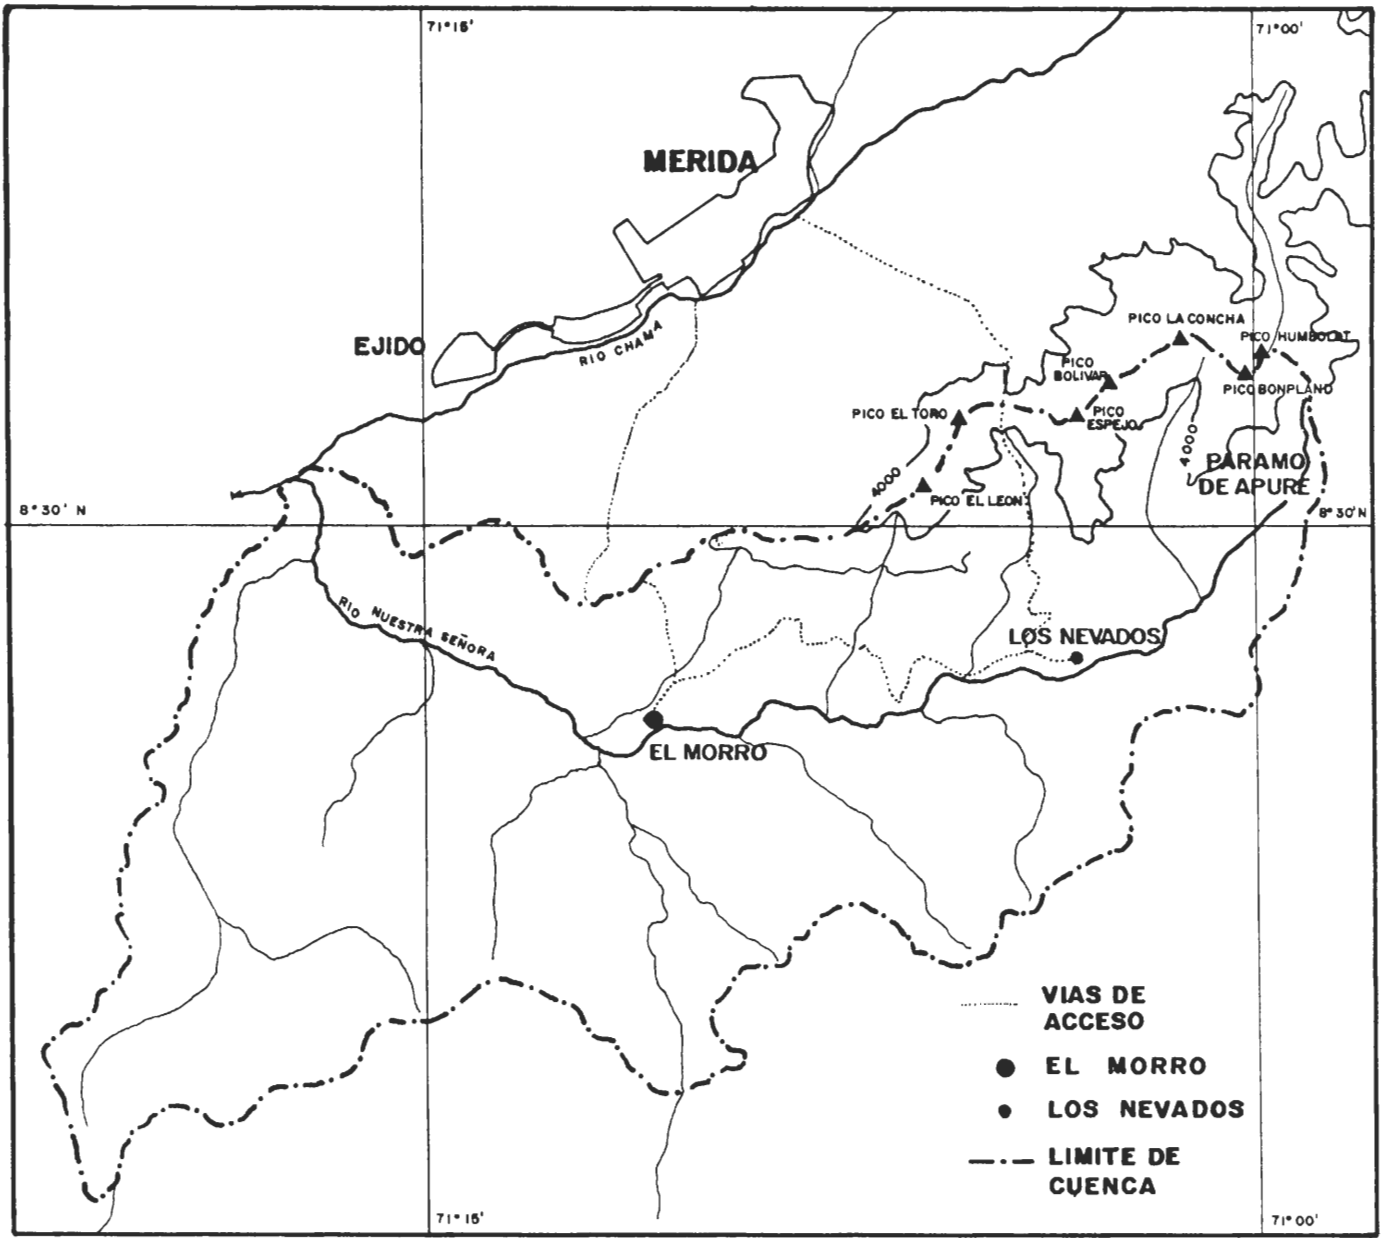 71°15'
71°00'
MERIDA
PICO LA CONCHA
PICO HUMBOLDT
EJIDO
RIO CHAMA
PICO
BOLIVAR
PICO BONPLAND
PICO EL TORO
PICO
ESPEJO
4000
4000
PARAMO
DE APURE
PICO EL LEON
8°30' N
8°30'N
RIO NUESTRA SEÑORA
LOS NEVADOS
EL MORRO
VIAS DE
ACCESO
EL MORRO
LOS NEVADOS
LIMITE DE
CUENCA
71°15'
71°00'